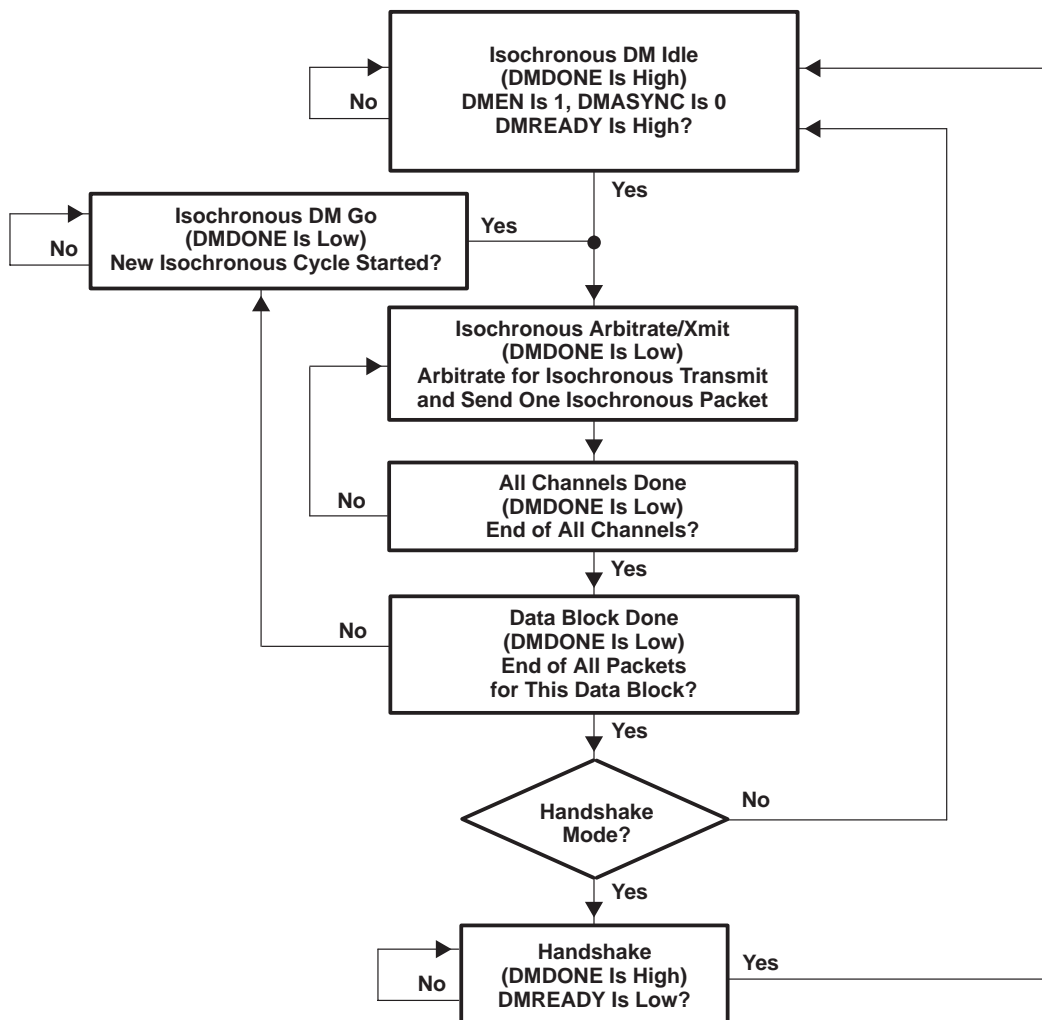 Isochronous DM Idle
(DMDONE Is High)
DMEN Is 1, DMASYNC Is 0
DMREADY Is High?
No
Yes
Isochronous DM Go
(DMDONE Is Low)
New Isochronous Cycle Started?
No
Yes
Isochronous Arbitrate/Xmit
(DMDONE Is Low)
Arbitrate for Isochronous Transmit
and Send One Isochronous Packet
All Channels Done
(DMDONE Is Low)
End of All Channels?
No
Yes
Data Block Done
(DMDONE Is Low)
End of All Packets
for This Data Block?
No
Yes
Handshake
Mode?
No
Yes
Handshake
(DMDONE Is High)
DMREADY Is Low?
No
Yes